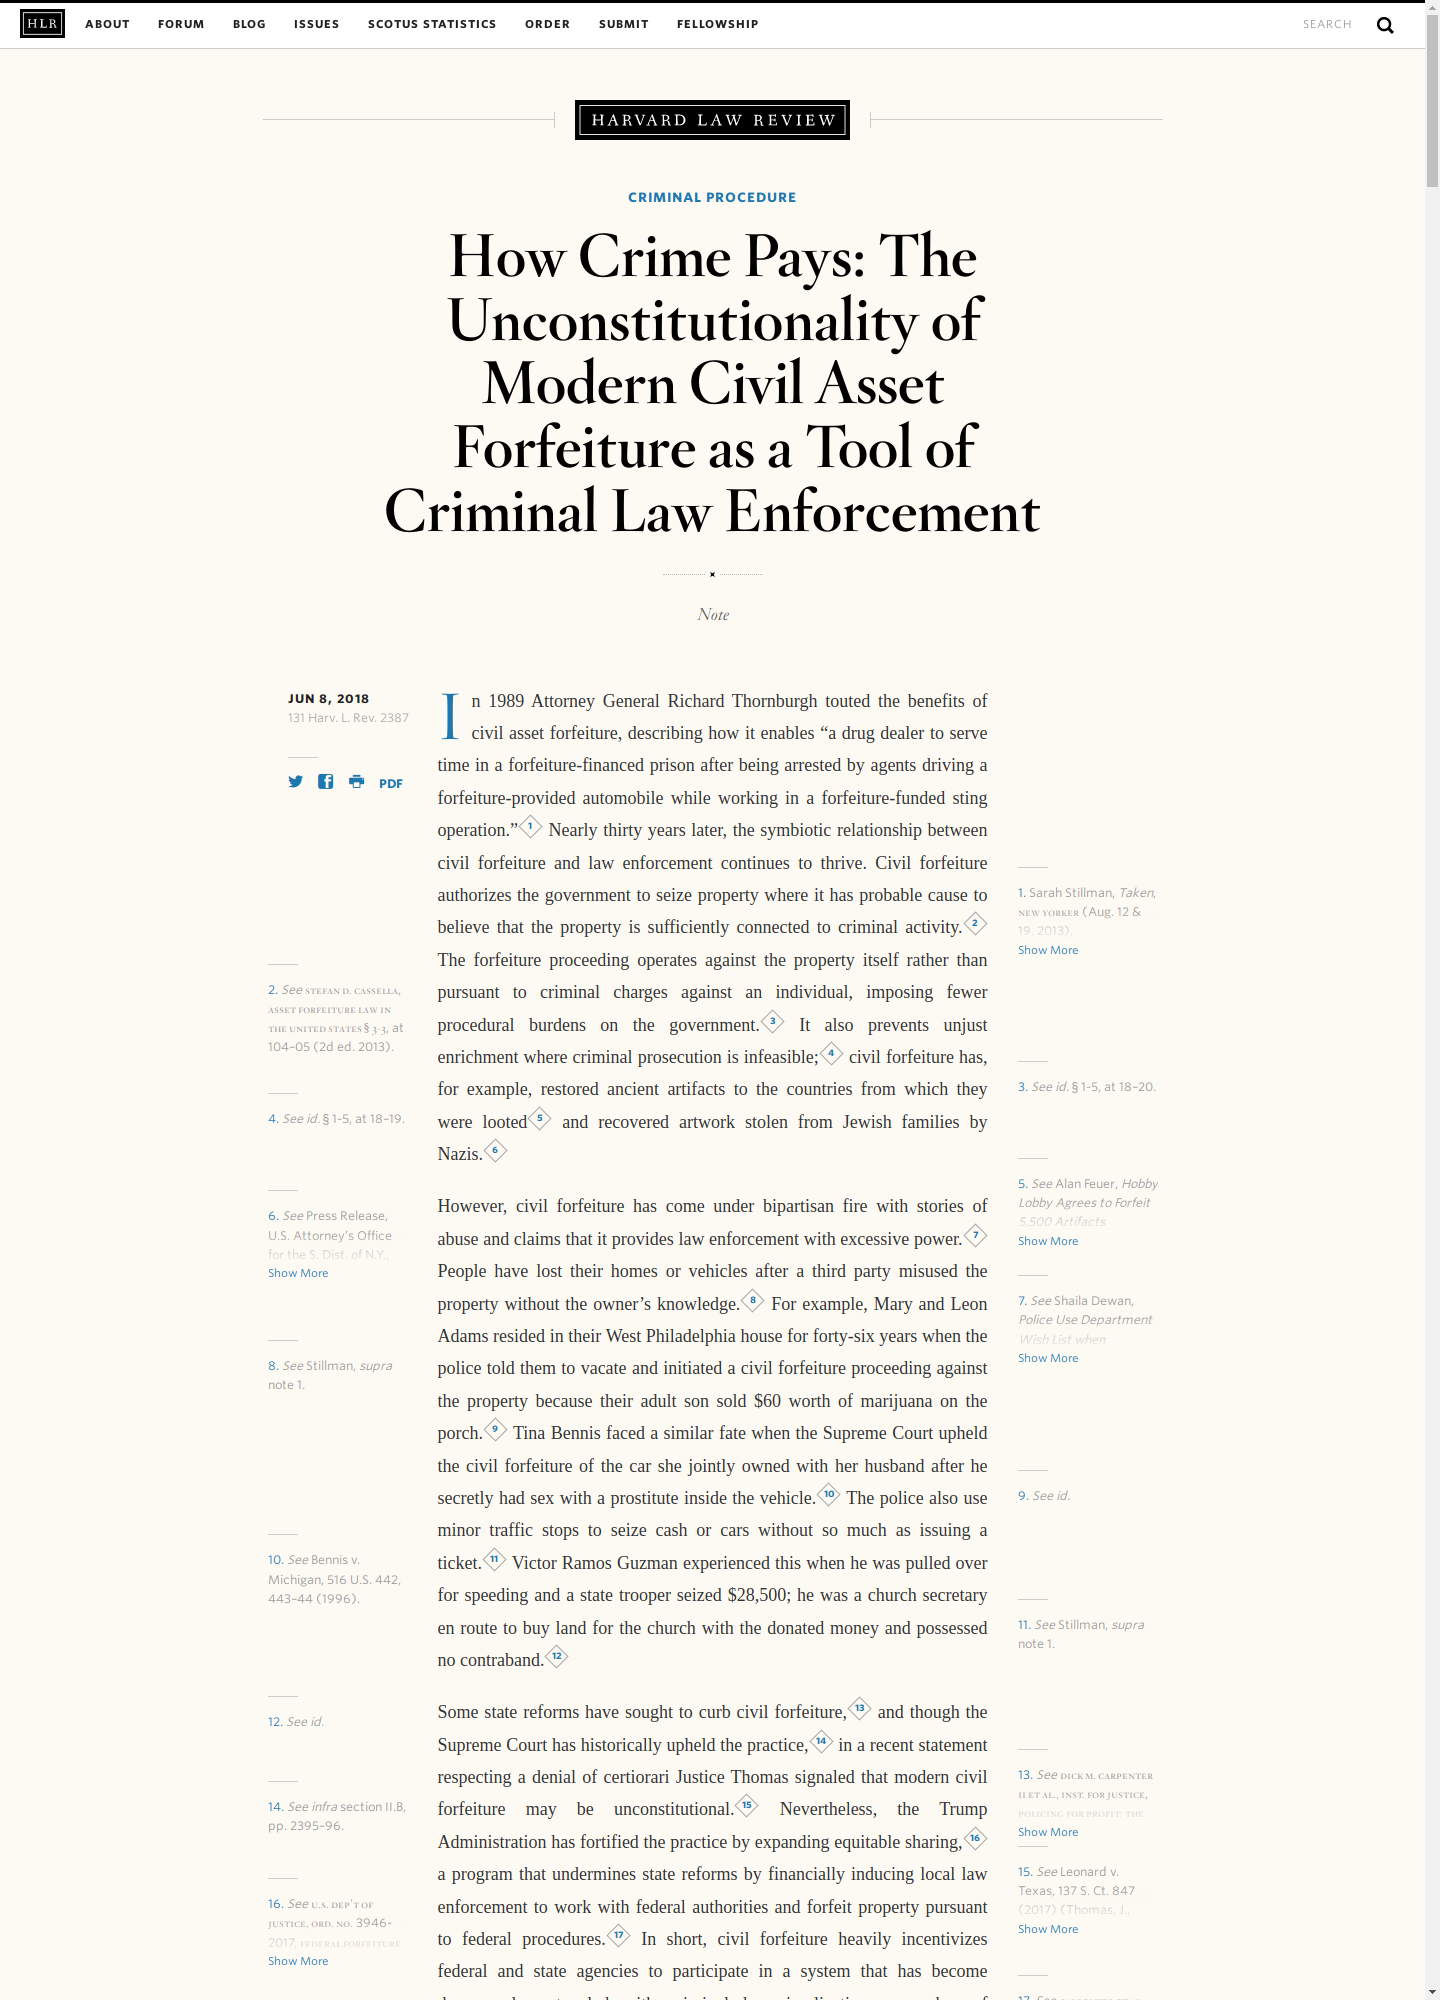 HLR ABOUT FORUM BLOG ISSUES SCOTUS STATISTICS ORDER SUBMIT FELLOWSHIP SEARCH
HARVARD LAW REVIEW
CRIMINAL PROCEDURE
How Crime Pays: The
Unconstitutionality of
Modern Civil Asset
Forfeiture as a Tool of
Criminal Law Enforcement
Note
JUN 8, 2018
131 Harv. L. Rev. 2387
PDF
In 1989 Attorney General Richard Thornburgh touted the benefits of
civil asset forfeiture, describing how it enables “a drug dealer to serve
time in a forfeiture-financed prison after being arrested by agents driving a
forfeiture-provided automobile while working in a forfeiture-funded sting
operation.”1 Nearly thirty years later, the symbiotic relationship between
civil forfeiture and law enforcement continues to thrive. Civil forfeiture
authorizes the government to seize property where it has probable cause to
believe that the property is sufficiently connected to criminal activity.2
The forfeiture proceeding operates against the property itself rather than
pursuant to criminal charges against an individual, imposing fewer
procedural burdens on the government.3 It also prevents unjust
enrichment where criminal prosecution is infeasible;4 civil forfeiture has,
for example, restored ancient artifacts to the countries from which they
were looted5 and recovered artwork stolen from Jewish families by
Nazis.6
However, civil forfeiture has come under bipartisan fire with stories of
abuse and claims that it provides law enforcement with excessive power.7
People have lost their homes or vehicles after a third party misused the
property without the owner’s knowledge.8 For example, Mary and Leon
Adams resided in their West Philadelphia house for forty-six years when the
police told them to vacate and initiated a civil forfeiture proceeding against
the property because their adult son sold $60 worth of marijuana on the
porch.9 Tina Bennis faced a similar fate when the Supreme Court upheld
the civil forfeiture of the car she jointly owned with her husband after he
secretly had sex with a prostitute inside the vehicle.10 The police also use
minor traffic stops to seize cash or cars without so much as issuing a
ticket.11 Victor Ramos Guzman experienced this when he was pulled over
for speeding and a state trooper seized $28,500; he was a church secretary
en route to buy land for the church with the donated money and possessed
no contraband.12
Some state reforms have sought to curb civil forfeiture,13 and though the
Supreme Court has historically upheld the practice,14 in a recent statement
respecting a denial of certiorari Justice Thomas signaled that modern civil
forfeiture may be unconstitutional.15 Nevertheless, the Trump
Administration has fortified the practice by expanding equitable sharing,16
a program that undermines state reforms by financially inducing local law
enforcement to work with federal authorities and forfeit property pursuant
to federal procedures.17 In short, civil forfeiture heavily incentivizes
federal and state agencies to participate in a system that has become
1. Sarah Stillman, Taken,
NEW YORKER (Aug. 12 &
19, 2013),
Show More
2. See STEFAN D. CASSELLA,
ASSET FORFEITURE LAW IN
THE UNITED STATES § 3-3, at
104–05 (2d ed. 2013).
3. See id. § 1-5, at 18–20.
4. See id. § 1-5, at 18–19.
5. See Alan Feuer, Hobby
Lobby Agrees to Forfeit
5,500 Artifacts
Show More
6. See Press Release,
U.S. Attorney’s Office
for the S. Dist. of N.Y.,
Show More
7. See Shaila Dewan,
Police Use Department
Wish List when
Show More
8. See Stillman, supra
note 1.
9. See id.
10. See Bennis v.
Michigan, 516 U.S. 442,
443–44 (1996).
11. See Stillman, supra
note 1.
12. See id.
13. See DICK M. CARPENTER
II ET AL., INST. FOR JUSTICE,
POLICING FOR PROFIT: THE
Show More
14. See infra section II.B,
pp. 2395–96.
15. See Leonard v.
Texas, 137 S. Ct. 847
(2017) (Thomas, J.,
Show More
16. See U.S. DEP’T OF
JUSTICE, ORD. NO. 3946-
2017, FEDERAL FORFEITURE
Show More